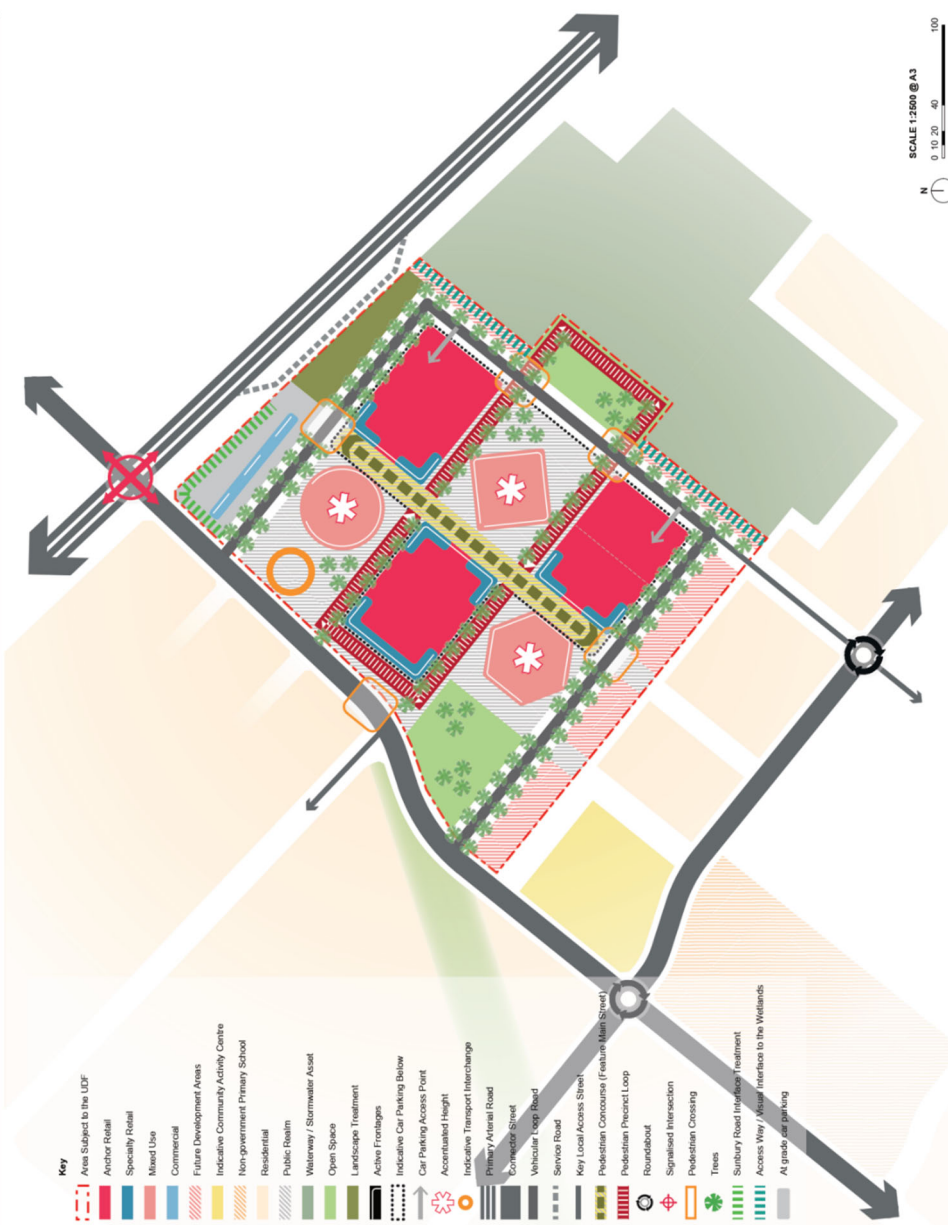 Key
Area Subject to the UDF
Anchor Retail
Specialty Retail
Mixed Use
Commercial
Future Development Areas
Indicative Community Activity Centre
Non-government Primary School
Residential
Public Realm
Waterway / Stormwater Asset
Open Space
Landscape Treatment
Active Frontages
Indicative Car Parking Below
Car Parking Access Point
Accentuated Height
Indicative Transport Interchange
Primary Arterial Road
Connector Street
Vehicular Loop Road
Service Road
Key Local Access Street
Pedestrian Concourse (Feature Main Street)
Pedestrian Precinct Loop
Roundabout
Signalised Intersection
Pedestrian Crossing
Trees
Sunbury Road Interface Treatment
Access Way / Visual Interface to the Wetlands
At grade car parking
SCALE 1:2500 @ A3
N
0 10 20 40 100